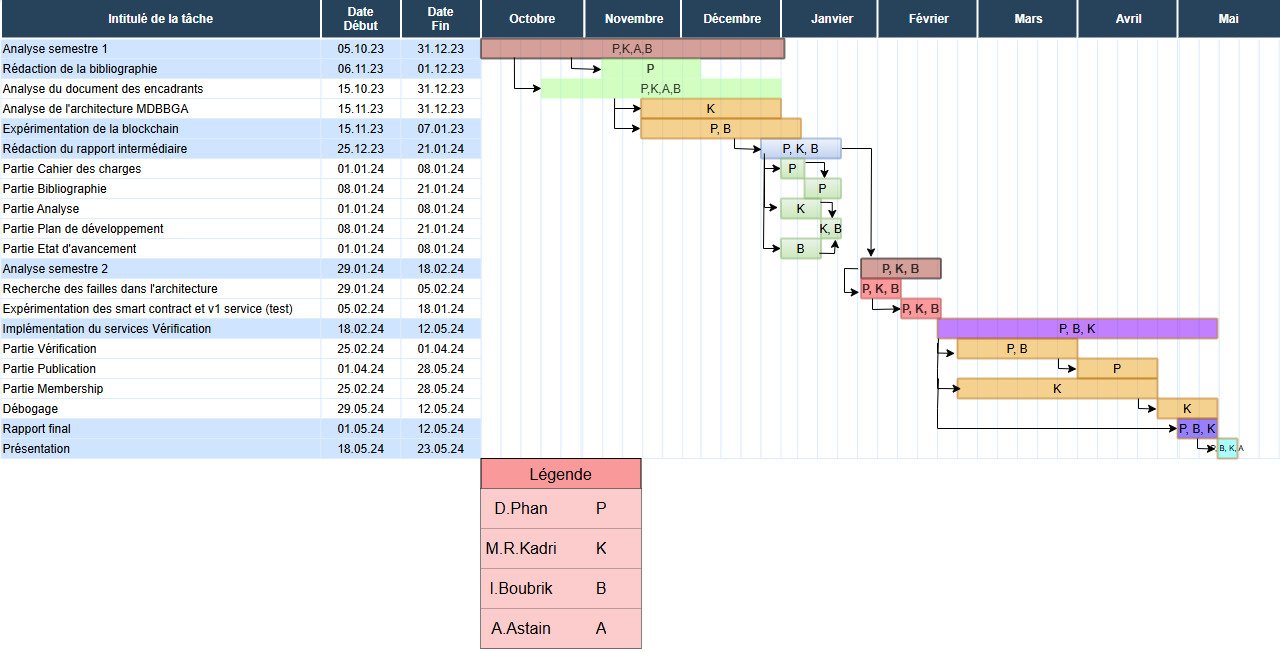 Intitulé de la tâche Date Début Date Fin Octobre Novembre Décembre Janvier Février Mars Avril Mai
Analyse semestre 1 05.10.23 31.12.23 P,K,A,B
Rédaction de la bibliographie 06.11.23 01.12.23 P
Analyse du document des encadrants 15.10.23 31.12.23 P,K,A,B
Analyse de l'architecture MDBBGA 15.11.23 31.12.23 K
Expérimentation de la blockchain 15.11.23 07.01.23 P, B
Rédaction du rapport intermédiaire 25.12.23 21.01.24 P, K, B
Partie Cahier des charges 01.01.24 08.01.24 P
Partie Bibliographie 08.01.24 21.01.24 P
Partie Analyse 01.01.24 08.01.24 K
Partie Plan de développement 08.01.24 21.01.24 K, B
Partie Etat d'avancement 01.01.24 08.01.24 B
Analyse semestre 2 29.01.24 18.02.24 P, K, B
Recherche des failles dans l'architecture 29.01.24 05.02.24 P, K, B
Expérimentation des smart contract et v1 service (test) 05.02.24 18.01.24 P, K, B
Implémentation du services Vérification 18.02.24 12.05.24 P, B, K
Partie Vérification 25.02.24 01.04.24 P, B
Partie Publication 01.04.24 28.05.24 P
Partie Membership 25.02.24 28.05.24 K
Débogage 29.05.24 12.05.24 K
Rapport final 01.05.24 12.05.24 P, B, K
Présentation 18.05.24 23.05.24 B, K, A
Légende
D.Phan P
M.R.Kadri K
I.Boubrik B
A.Astain A